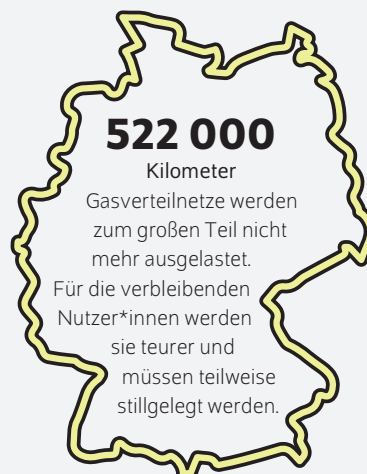 522 000
Kilometer
Gasverteilnetze werden
zum großen Teil nicht
mehr ausgelastet.
Für die verbleibenden
Nutzer*innen werden
sie teurer und
müssen teilweise
stillgelegt werden.